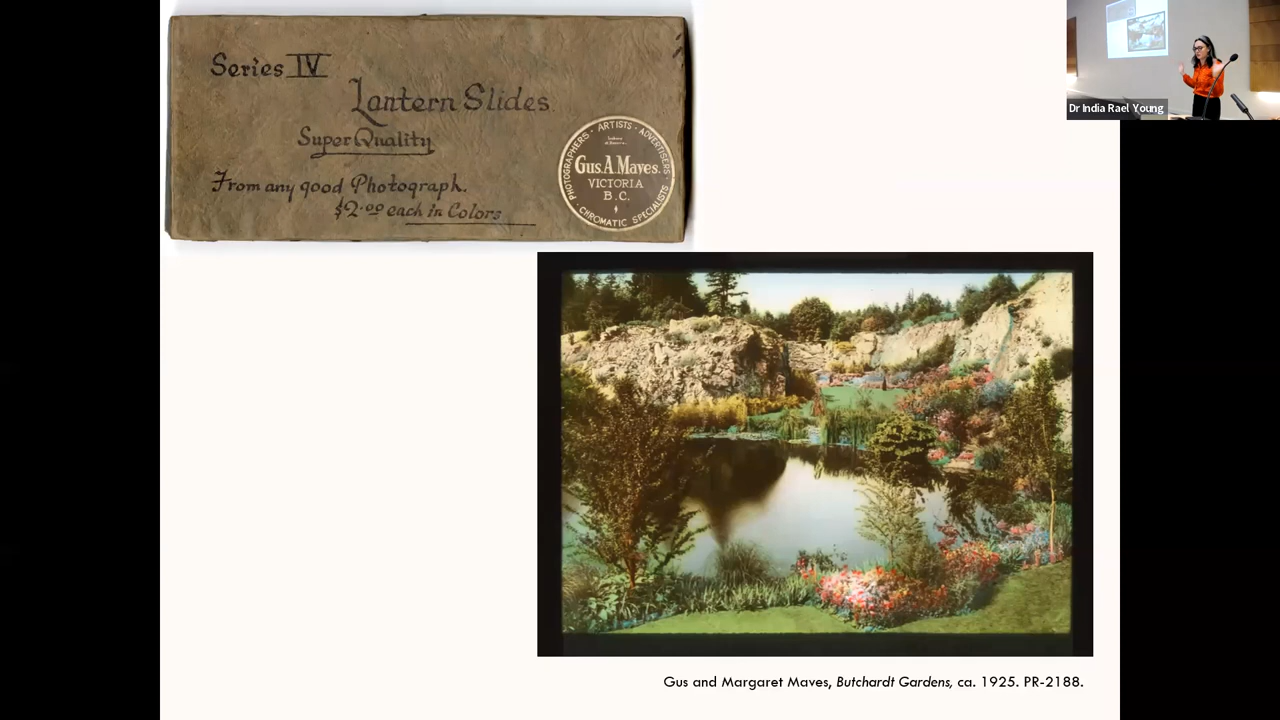 Series IV
Lantern Slides
Super Quality
From any good Photograph.
$2.00 each in Colors
PHOTOGRAPHERS · ARTISTS · ADVERTISERS · CHROMATIC SPECIALISTS ·
Gus. A. Maves.
VICTORIA
B.C.
Dr India Rael Young
Gus and Margaret Maves, Butchardt Gardens, ca. 1925. PR-2188.